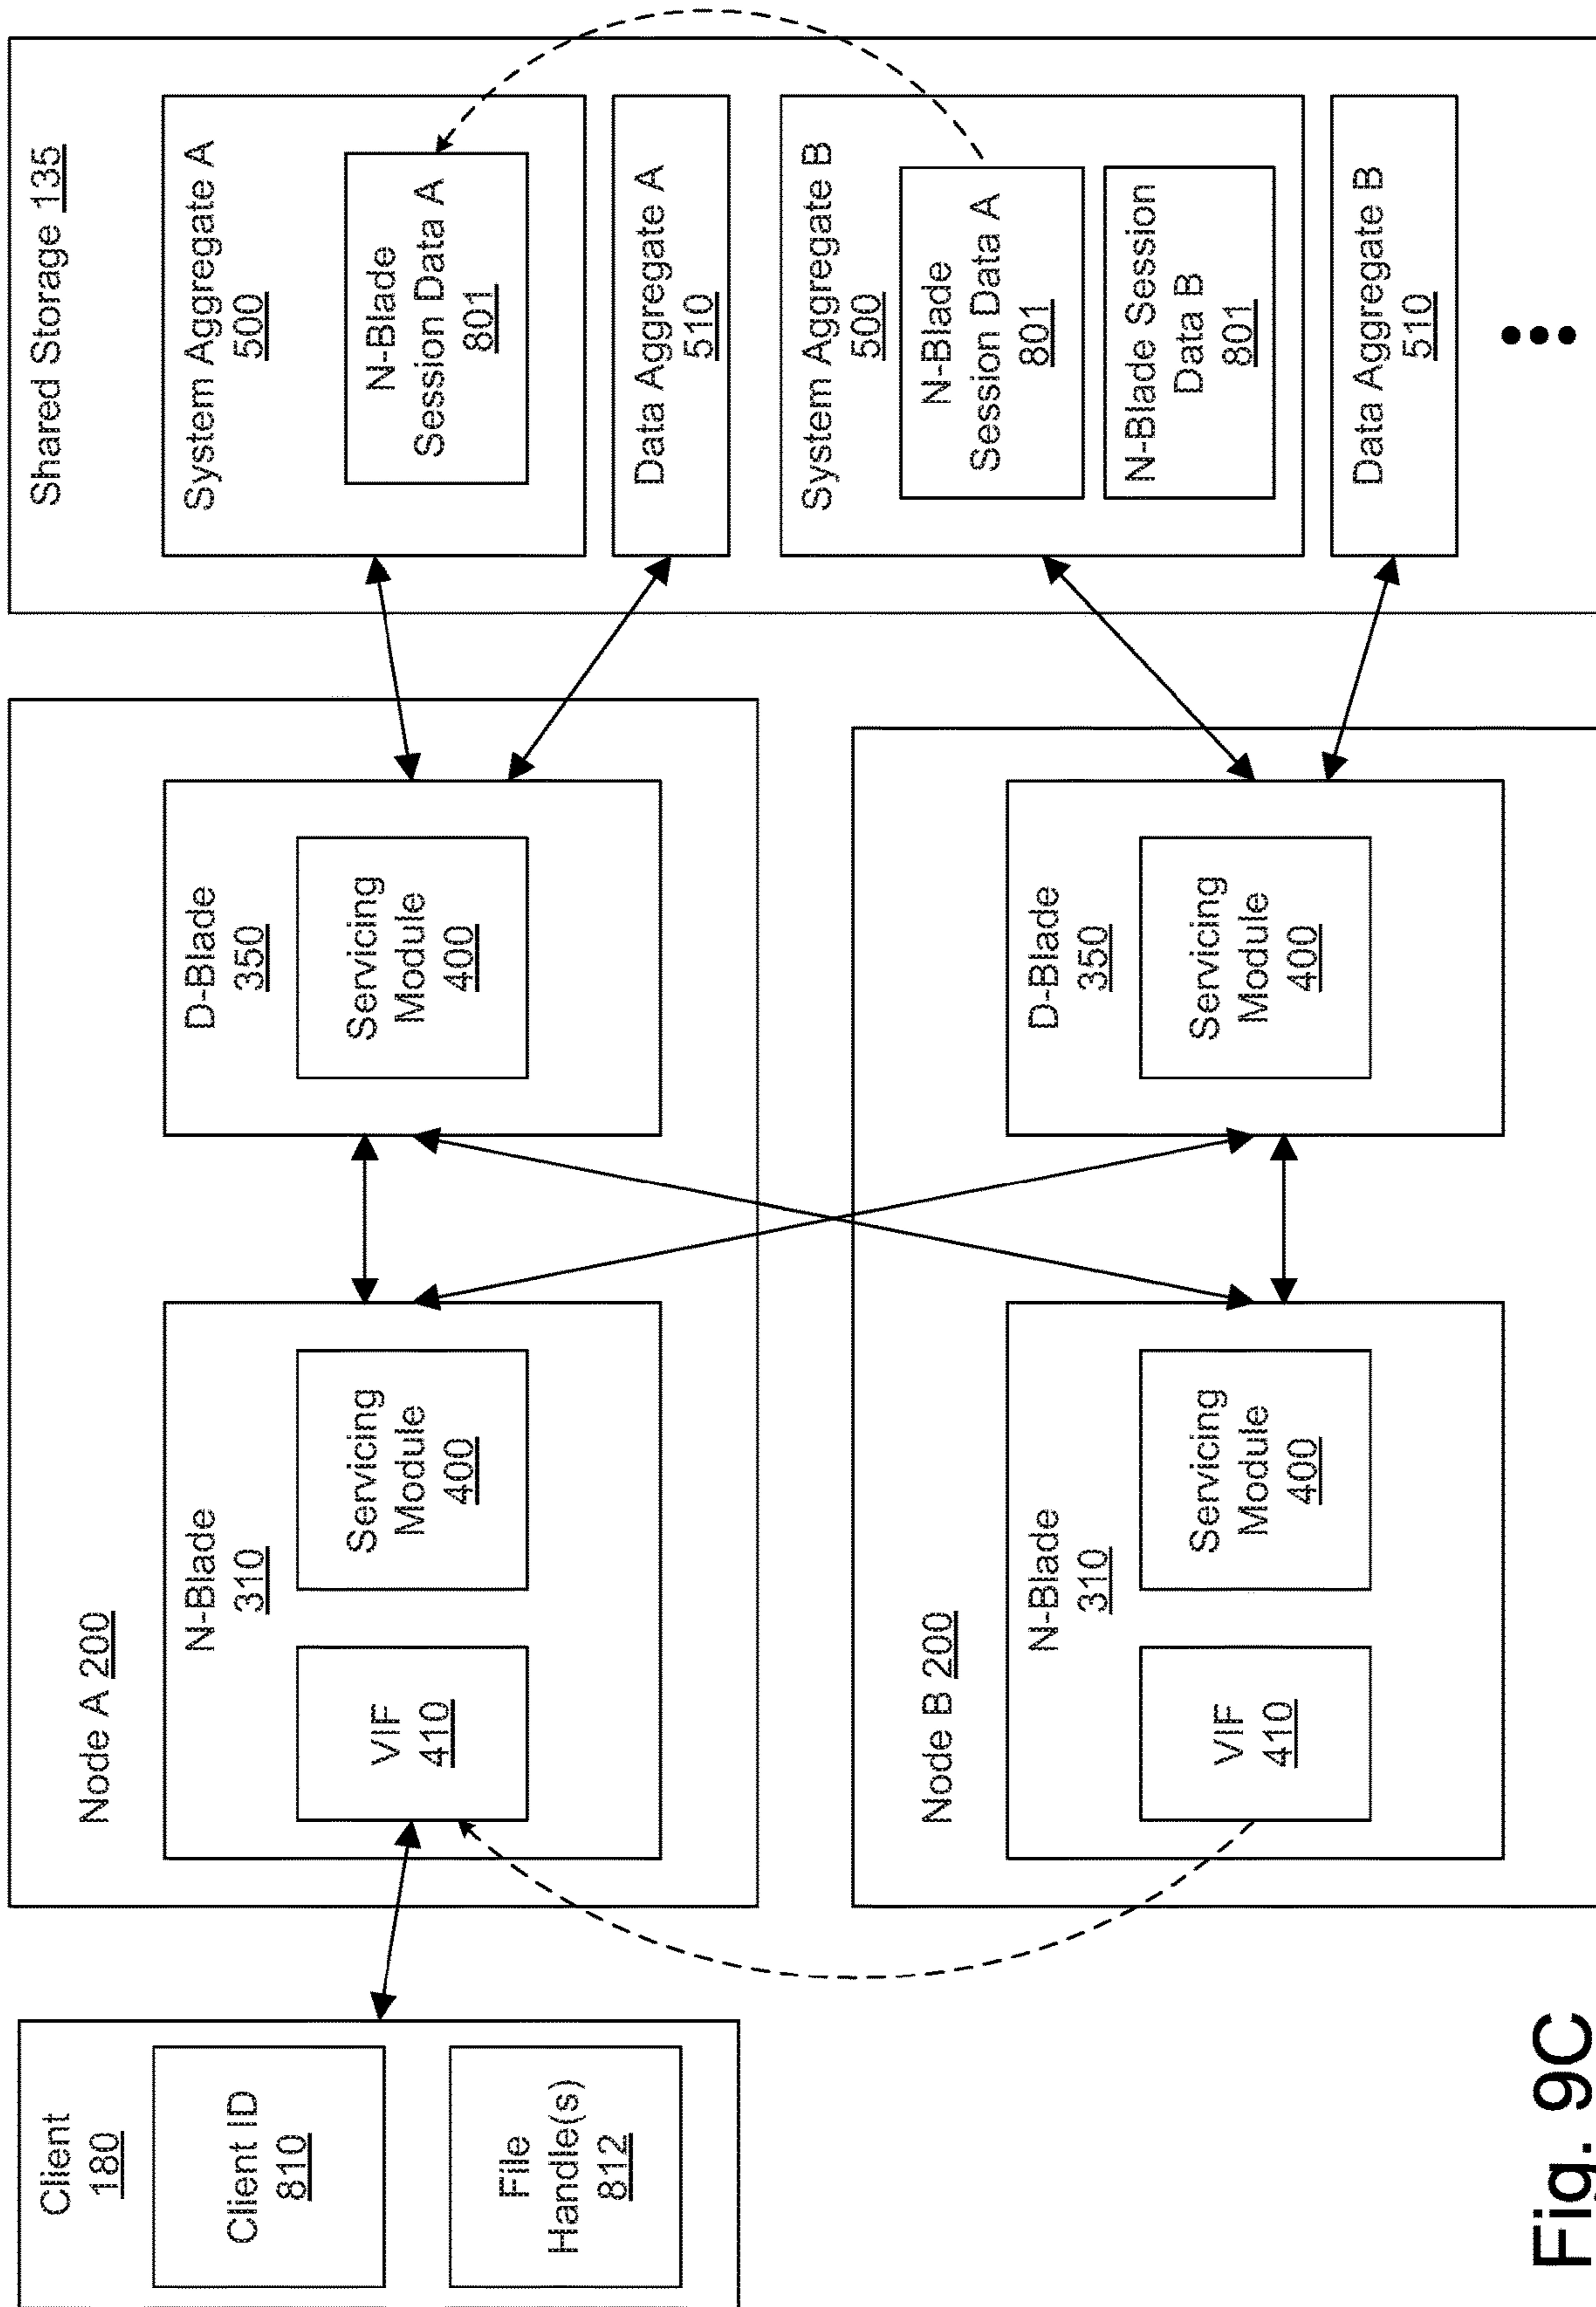 Client
180
Client ID
810
File
Handle(s)
812
Node A 200
N-Blade
310
VIF
410
Servicing
Module
400
D-Blade
350
Servicing
Module
400
Node B 200
N-Blade
310
VIF
410
Servicing
Module
400
D-Blade
350
Servicing
Module
400
Shared Storage 135
System Aggregate A
500
N-Blade
Session Data A
801
Data Aggregate A
510
System Aggregate B
500
N-Blade
Session Data A
801
N-Blade Session
Data B
801
Data Aggregate B
510
Fig. 9C